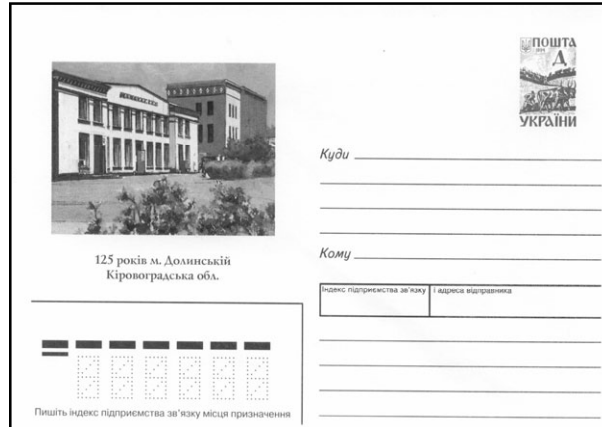 ПОШТА
Д
УКРАЇНИ
125 років м. Долинській
Кіровоградська обл.
Куди
Кому
Індекс підприємства зв'язку і адреса відправника
Пишіть індекс підприємства зв'язку місця призначення